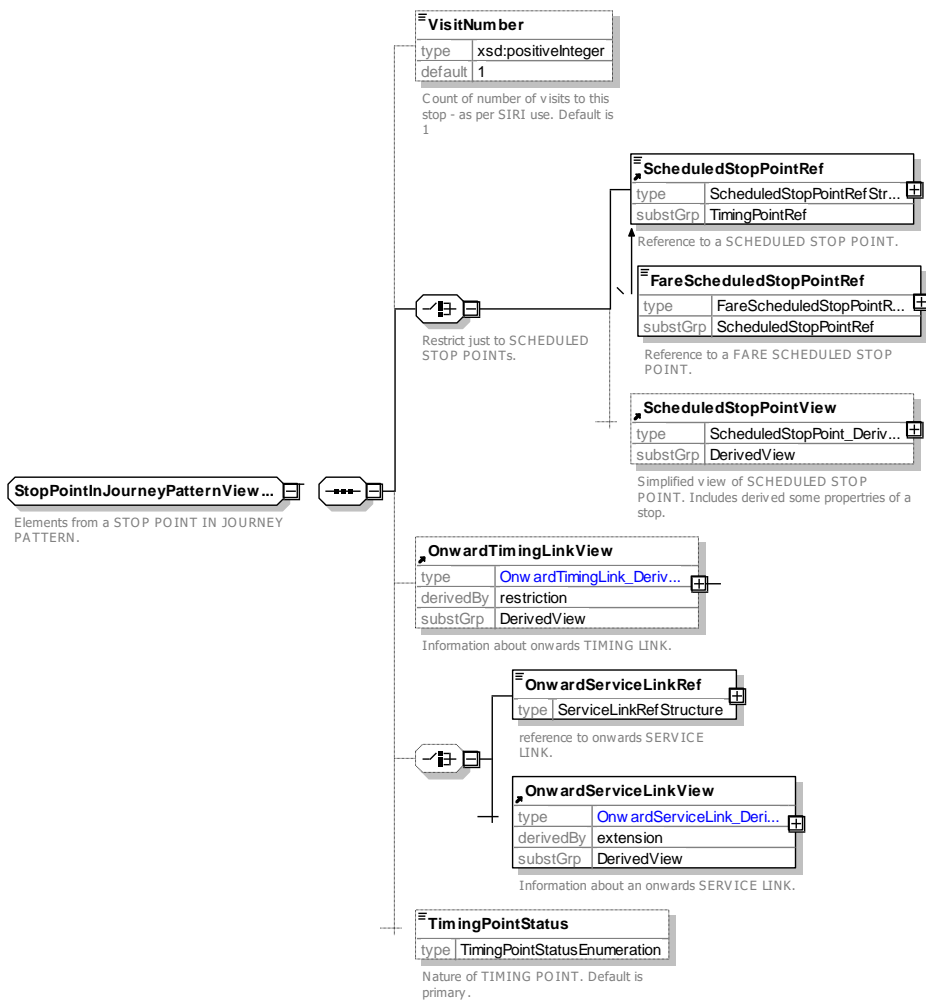 VisitNumber
type xsd:positiveInteger
default 1
Count of number of visits to this
stop - as per SIRI use. Default is
1
ScheduledStopPointRef
type ScheduledStopPointRefStr...
substGrp TimingPointRef
Reference to a SCHEDULED STOP POINT.
FareScheduledStopPointRef
type FareScheduledStopPointR...
substGrp ScheduledStopPointRef
Reference to a FARE SCHEDULED STOP
POINT.
Restrict just to SCHEDULED
STOP POINTs.
ScheduledStopPointView
type ScheduledStopPoint_Deriv...
substGrp DerivedView
Simplified view of SCHEDULED STOP
POINT. Includes derived some propertries of a
stop.
StopPointInJourneyPatternView...
Elements from a STOP POINT IN JOURNEY
PATTERN.
OnwardTimingLinkView
type OnwardTimingLink_Deriv...
derivedBy restriction
substGrp DerivedView
Information about onwards TIMING LINK.
OnwardServiceLinkRef
type ServiceLinkRefStructure
reference to onwards SERVICE
LINK.
OnwardServiceLinkView
type OnwardServiceLink_Deri...
derivedBy extension
substGrp DerivedView
Information about an onwards SERVICE LINK.
TimingPointStatus
type TimingPointStatusEnumeration
Nature of TIMING POINT. Default is
primary.